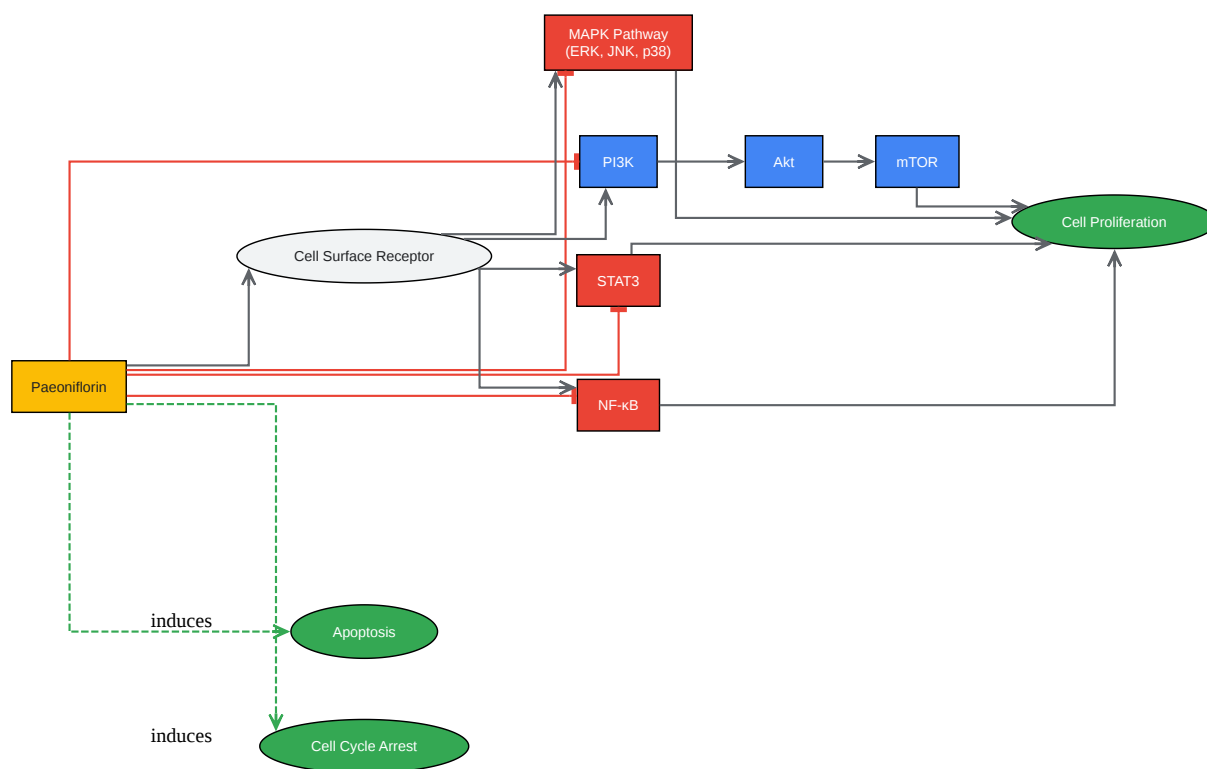 MAPK Pathway
(ERK, JNK, p38)
PI3K
Akt
mTOR
Cell Proliferation
Cell Surface Receptor
STAT3
Paeoniflorin
NF-κB
induces
Apoptosis
induces
Cell Cycle Arrest